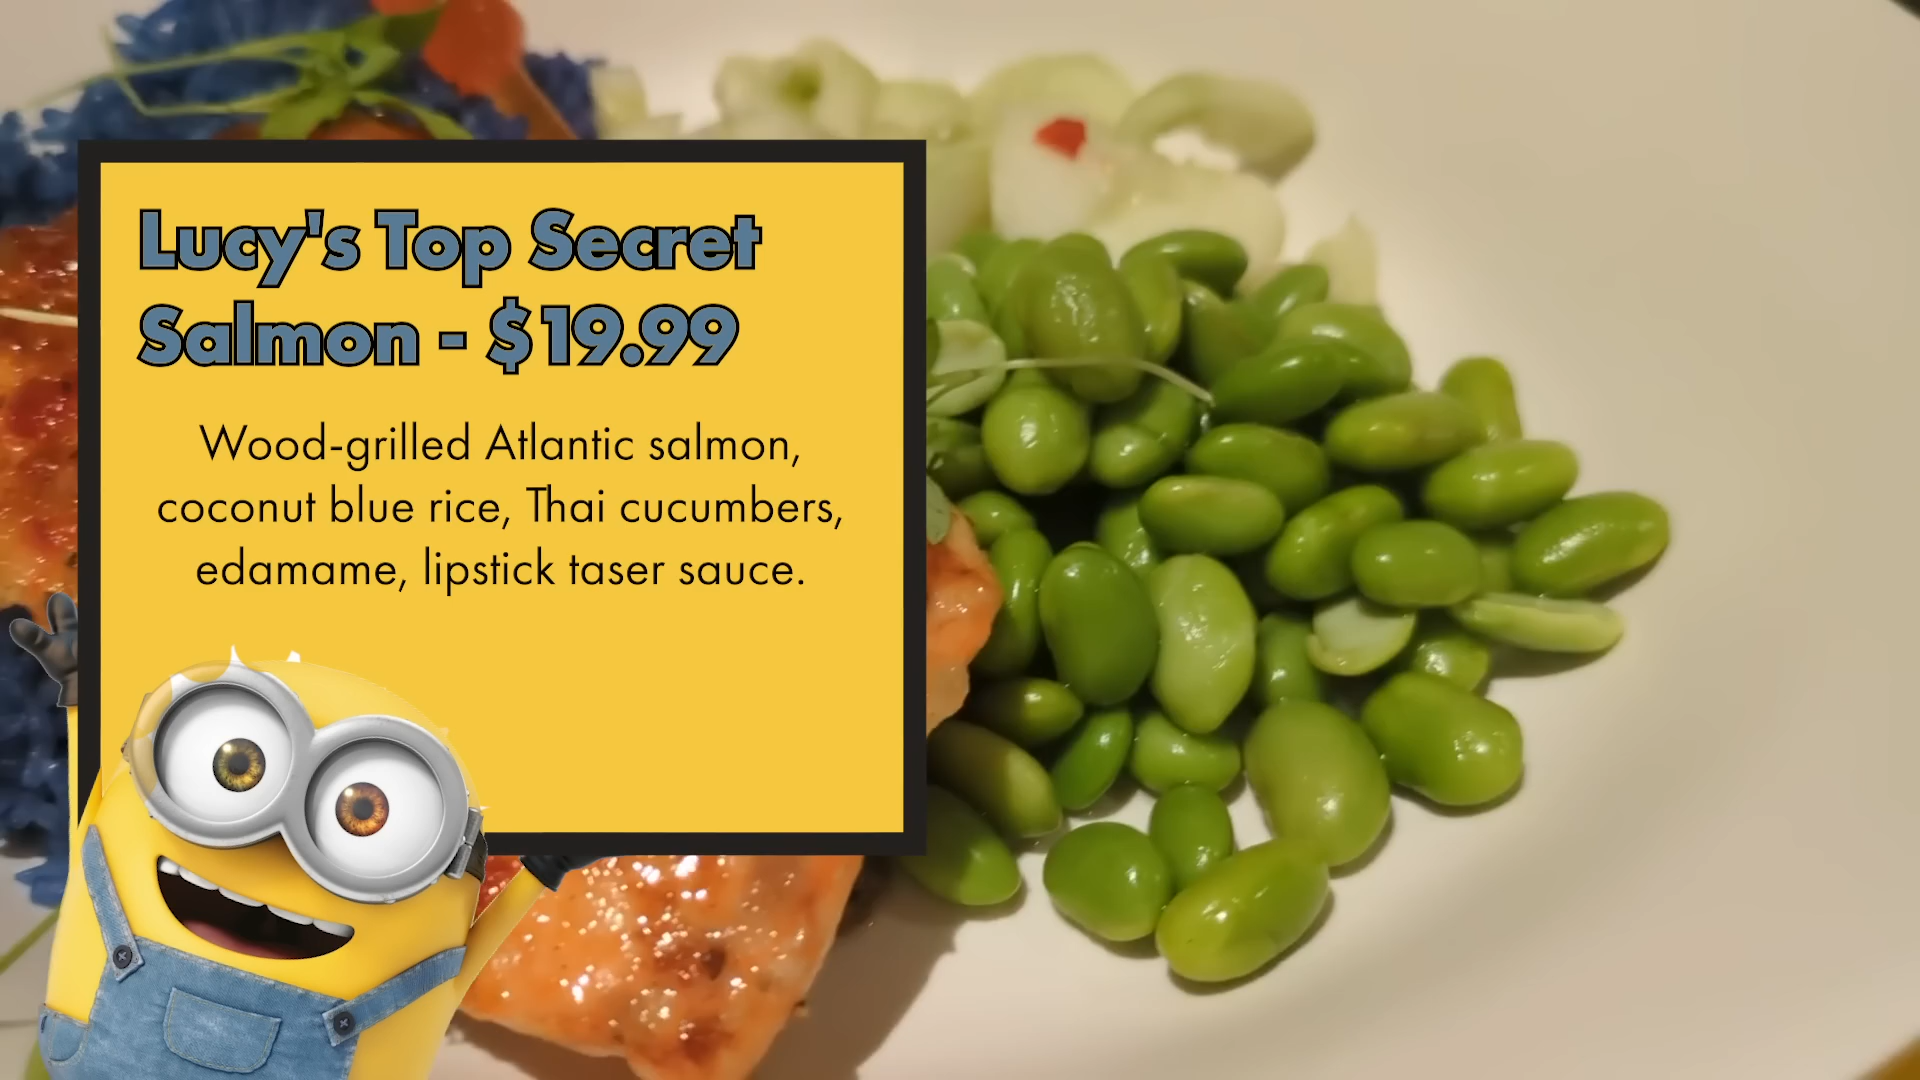 Lucy's Top Secret
Salmon - $19.99
Wood-grilled Atlantic salmon,
coconut blue rice, Thai cucumbers,
edamame, lipstick taser sauce.